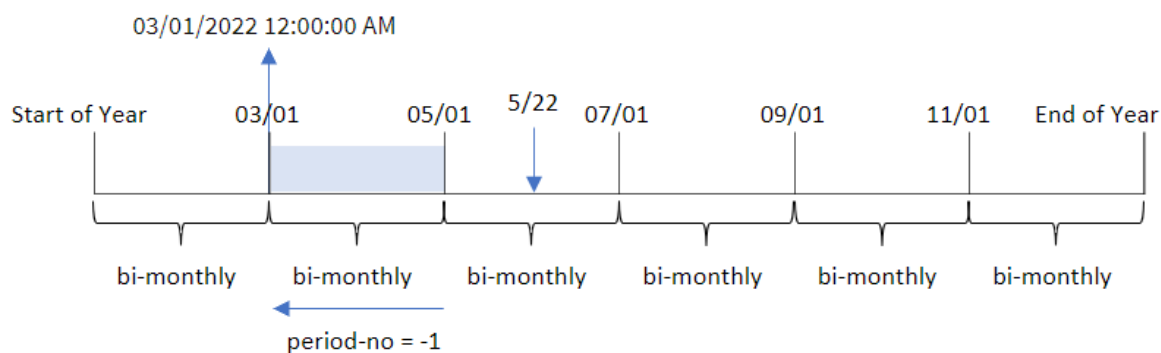 03/01/2022 12:00:00 AM
Start of Year 03/01 05/01 5/22 07/01 09/01 11/01 End of Year
bi-monthly bi-monthly bi-monthly bi-monthly bi-monthly bi-monthly
period-no = -1